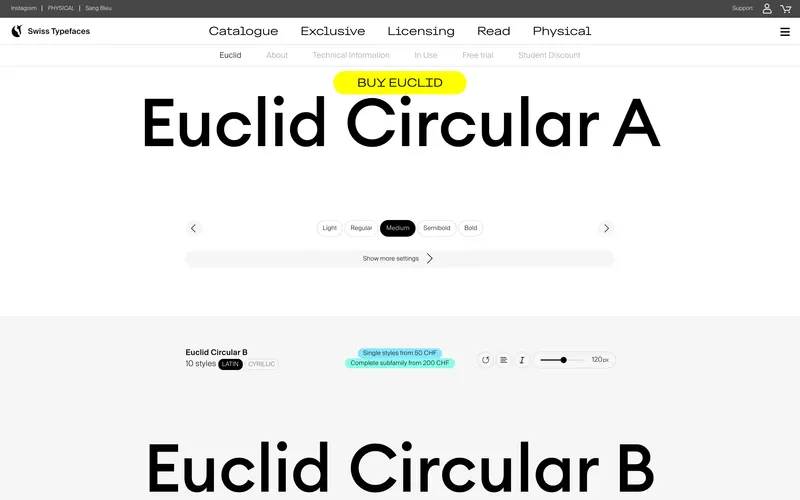 Instagram | PHYSICAL | Sang Bleu Support
Swiss Typefaces Catalogue Exclusive Licensing Read Physical
Euclid About Technical Information In Use Free trial Student Discount
BUY EUCLID
Euclid Circular A
Light Regular Medium Semibold Bold
Show more settings
Euclid Circular B
10 styles LATIN CYRILLIC
Single styles from 50 CHF
Complete subfamily from 200 CHF
I 120px
Euclid Circular B